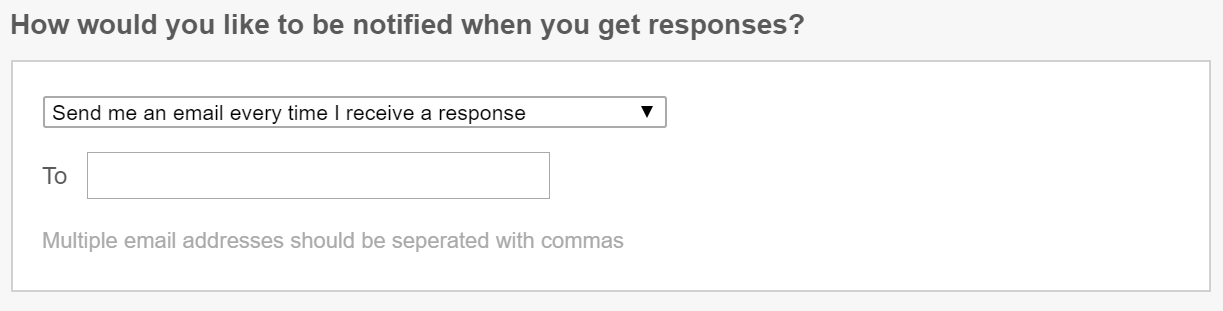 How would you like to be notified when you get responses?
Send me an email every time I receive a response
To
Multiple email addresses should be seperated with commas